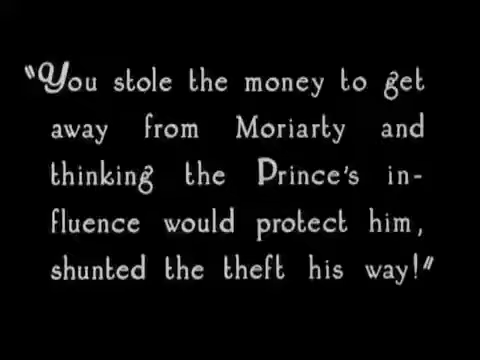 "You stole the money to get
away from Moriarty and
thinking the Prince's in-
fluence would protect him,
shunted the theft his way!"